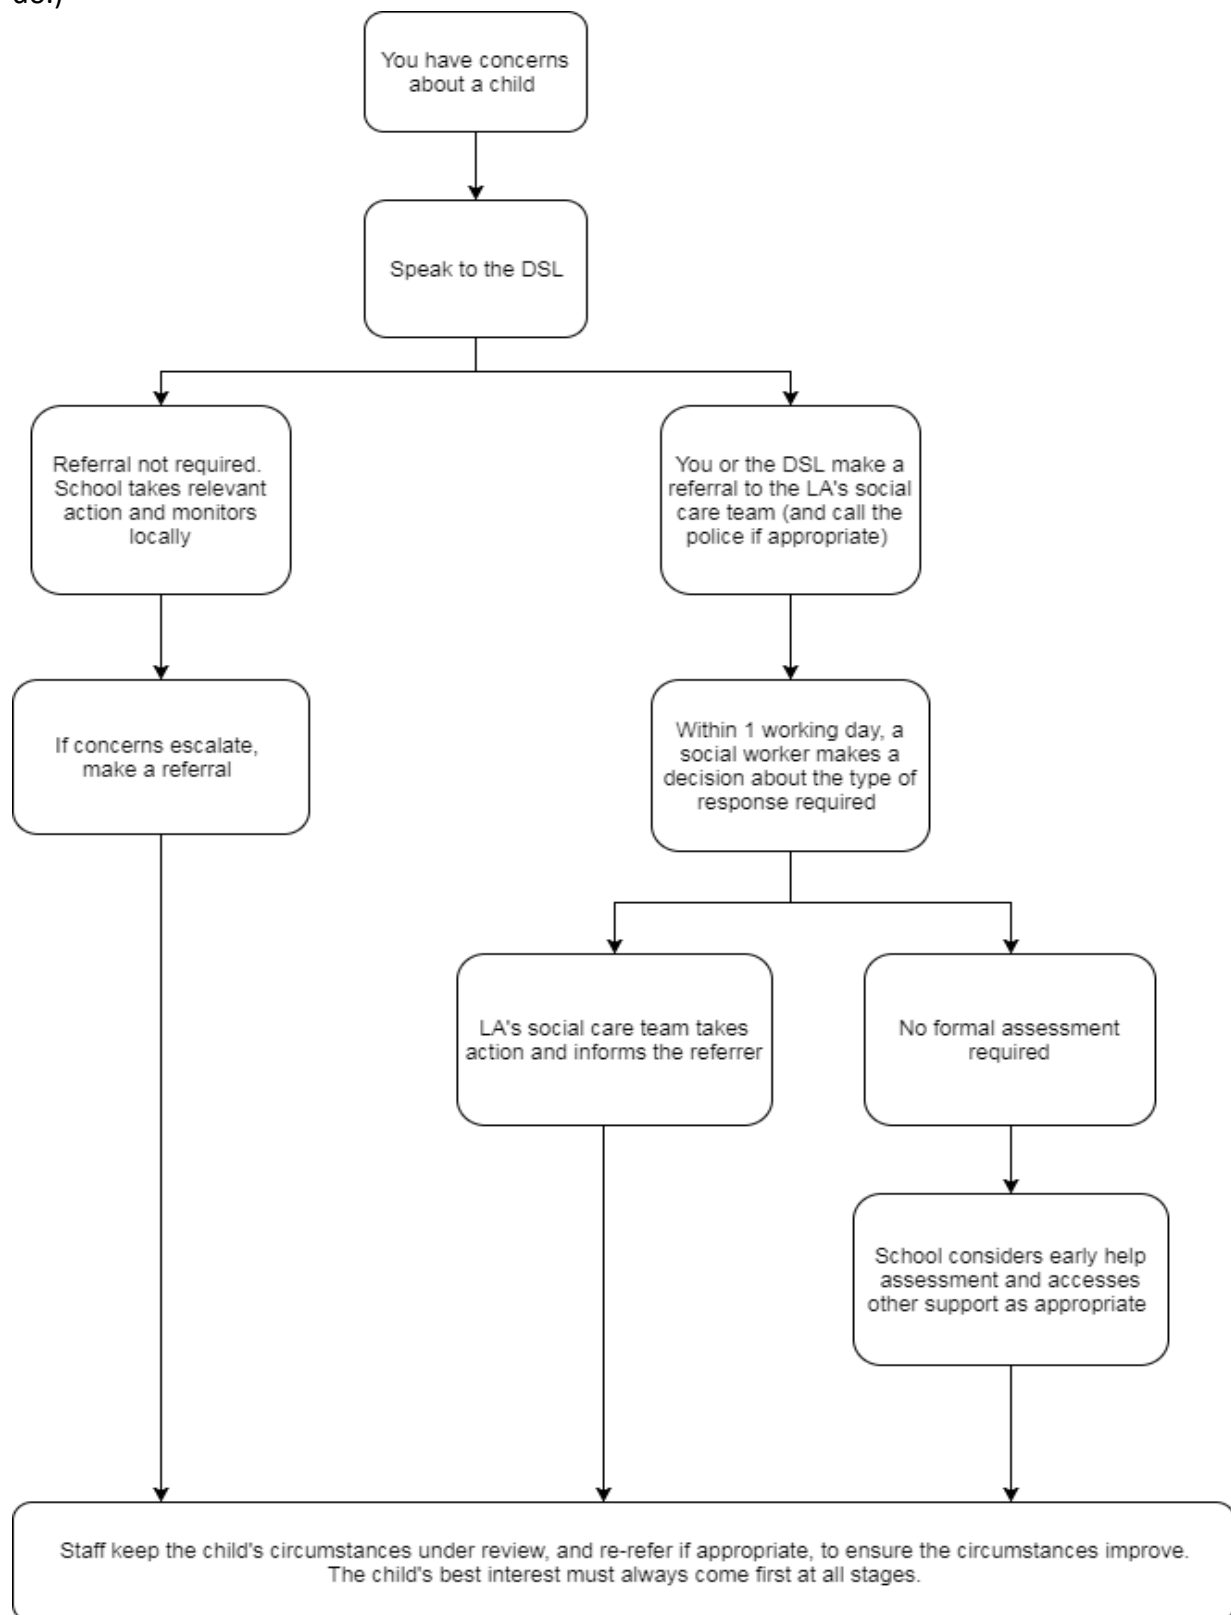 You have concerns
about a child
Speak to the DSL
Referral not required.
School takes relevant
action and monitors
locally
You or the DSL make a
referral to the LA's social
care team (and call the
police if appropriate)
If concerns escalate,
make a referral
Within 1 working day, a
social worker makes a
decision about the type of
response required
LA's social care team takes
action and informs the referrer
No formal assessment
required
School considers early help
assessment and accesses
other support as appropriate
Staff keep the child's circumstances under review, and re-refer if appropriate, to ensure the circumstances improve.
The child's best interest must always come first at all stages.